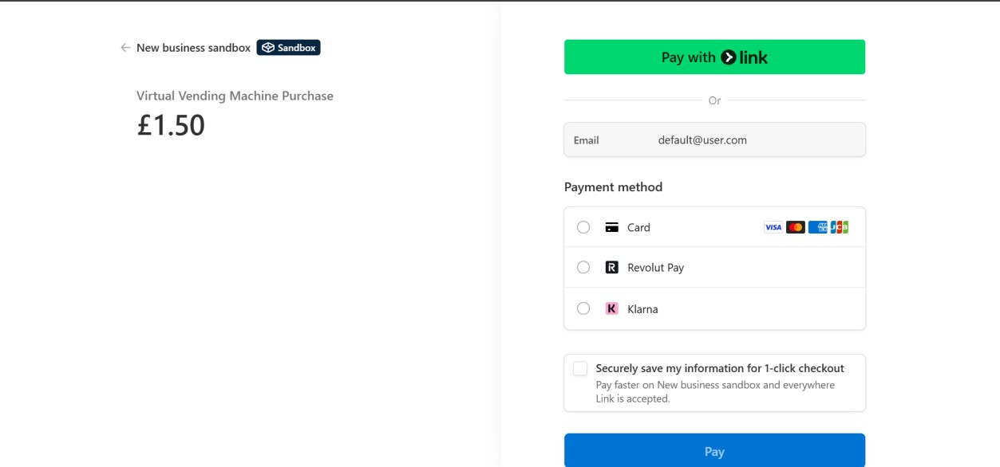 New business sandbox Sandbox
Virtual Vending Machine Purchase
£1.50
Pay with link
Or
Email default@user.com
Payment method
Card VISA
Revolut Pay
Klarna
Securely save my information for 1-click checkout
Pay faster on New business sandbox and everywhere
Link is accepted.
Pay